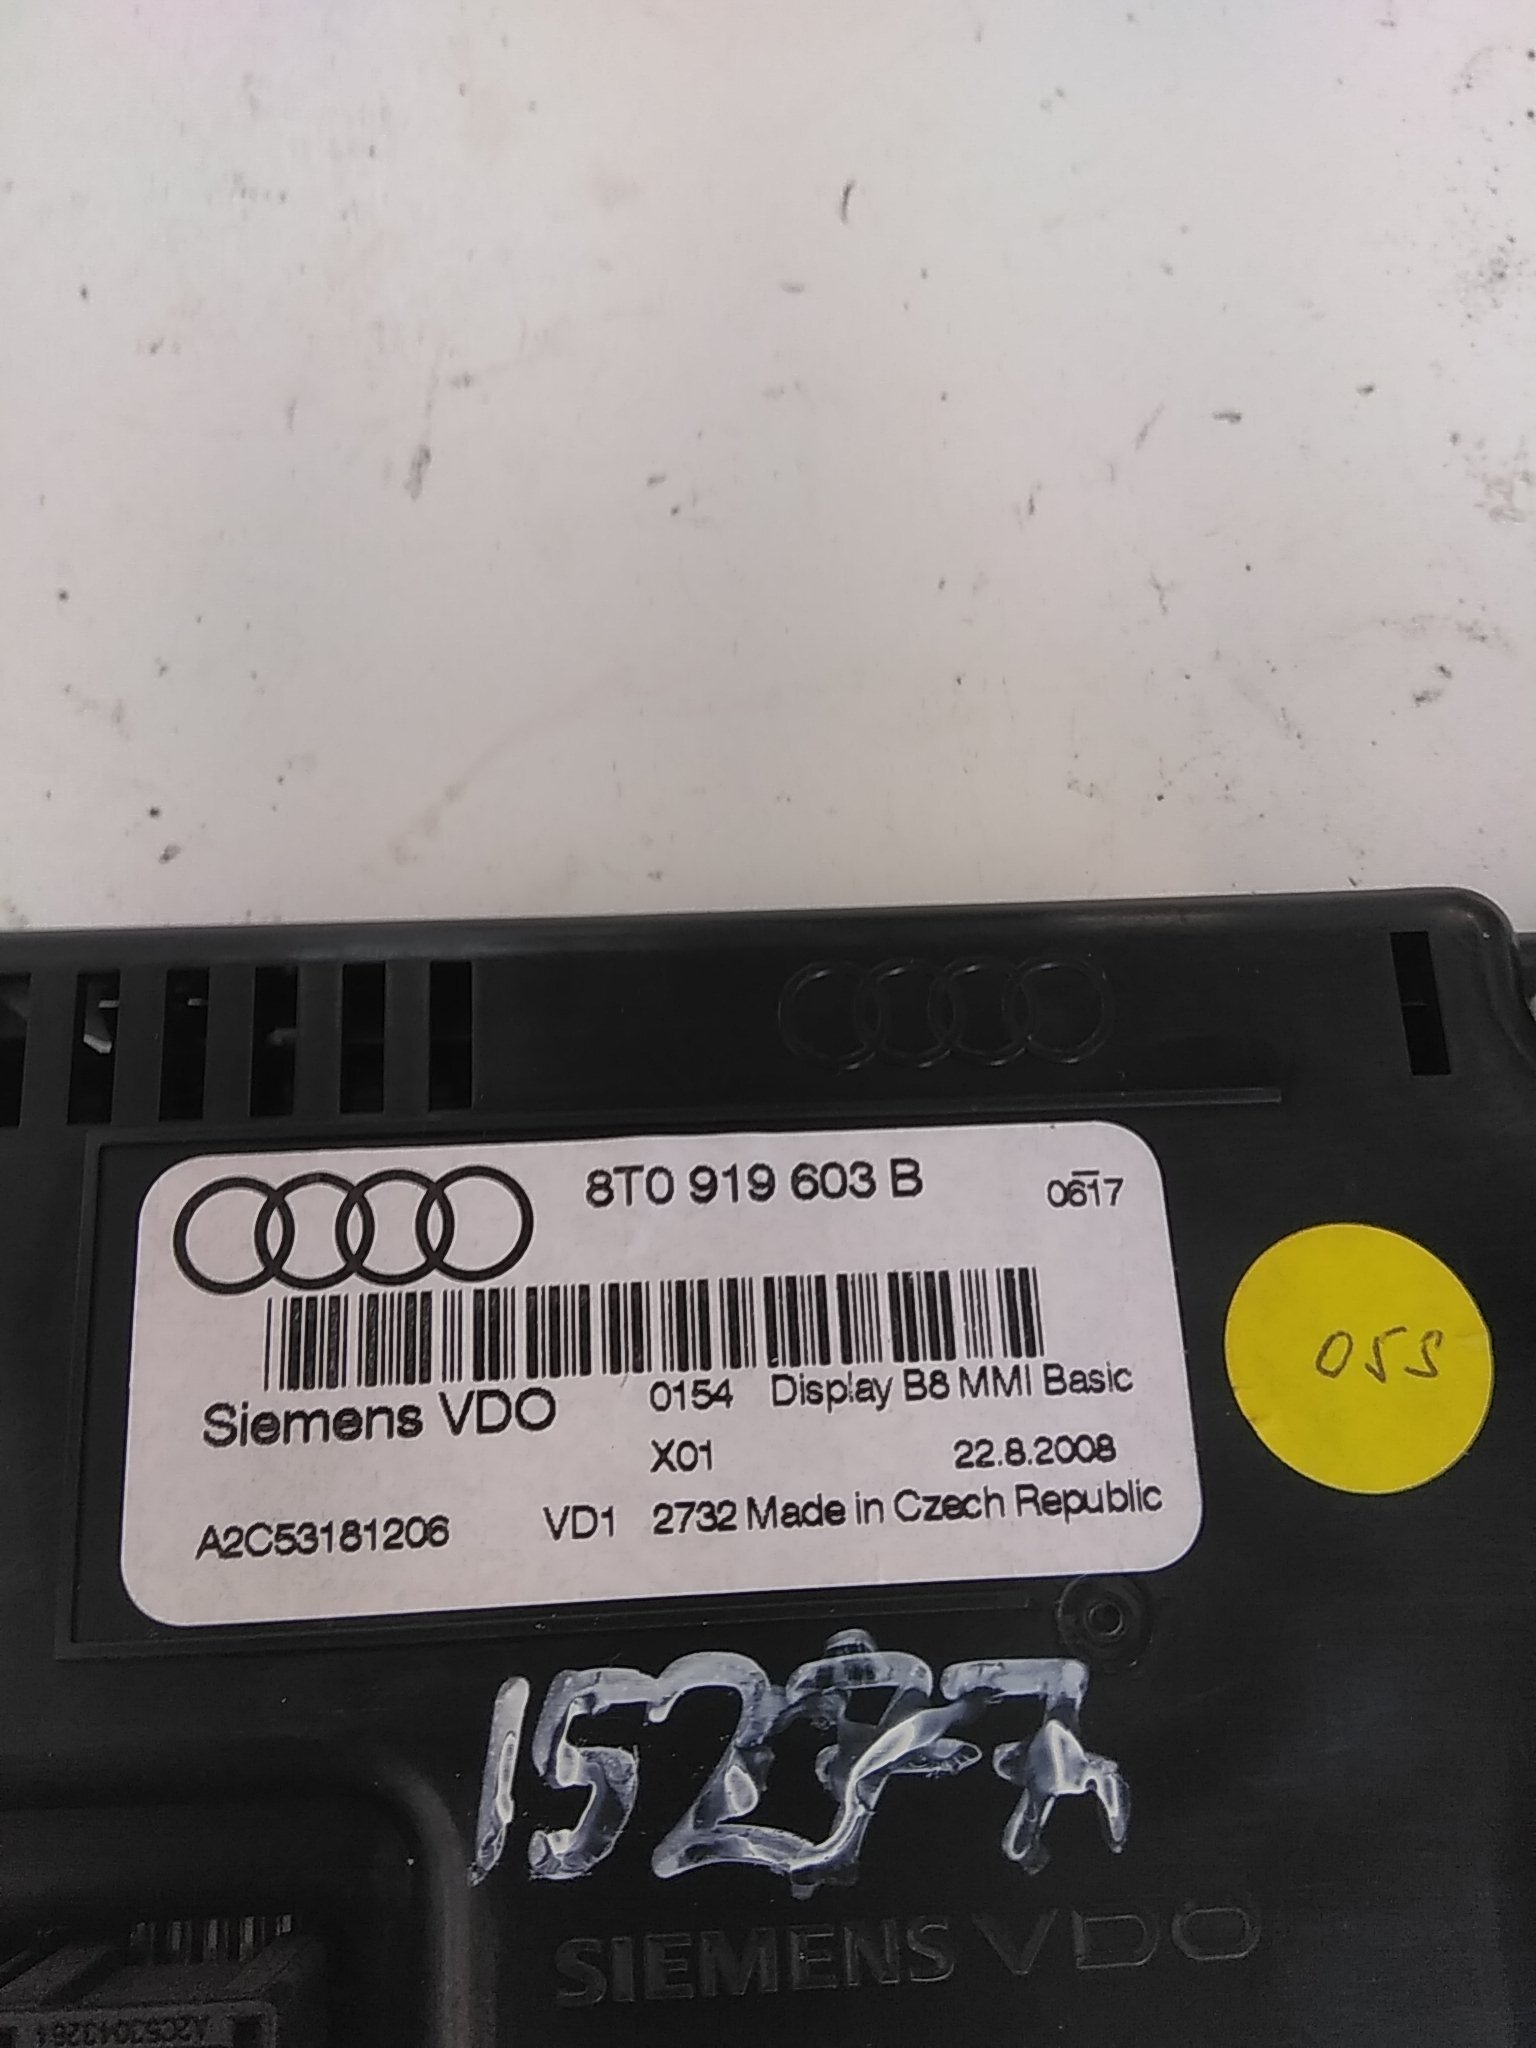 8T0 919 603 B
0617
Siemens VDO
0154 Display B8 MMI Basic
X01 22.8.2008
A2C53181206 VD1 2732 Made in Czech Republic
055
1527
SIEMENS VDO